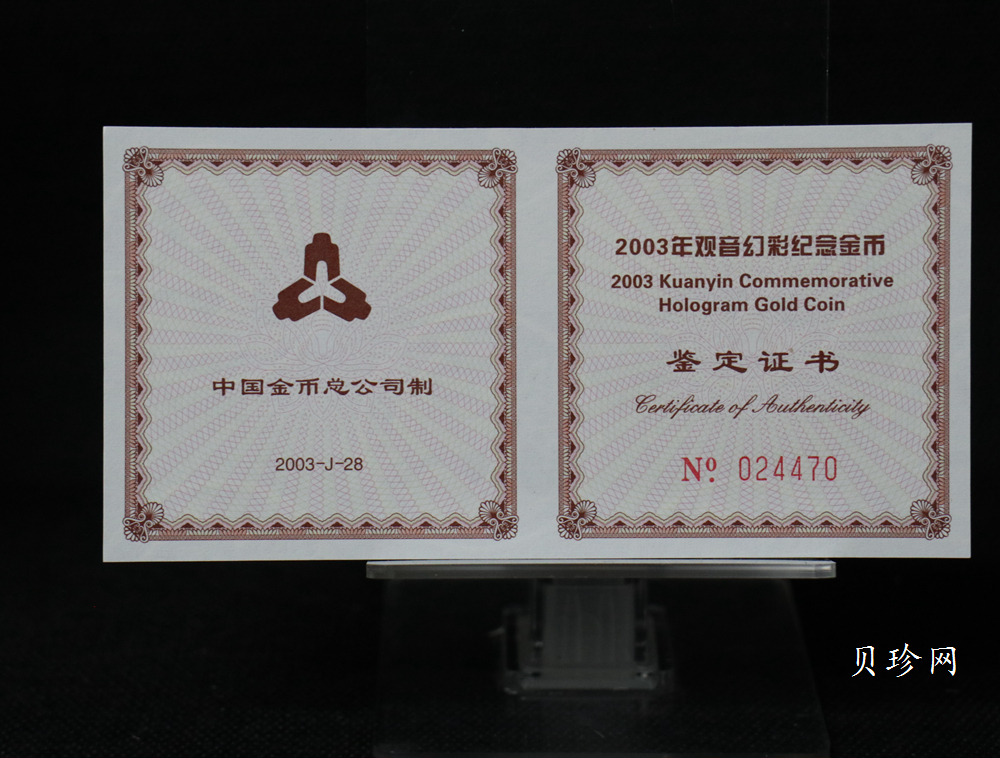 中国金币总公司制
2003-J-28
2003年观音幻彩纪念金币
2003 Kuanyin Commemorative
Hologram Gold Coin
鉴定证书
Certificate of Authenticity
Nº. 024470
贝珍网